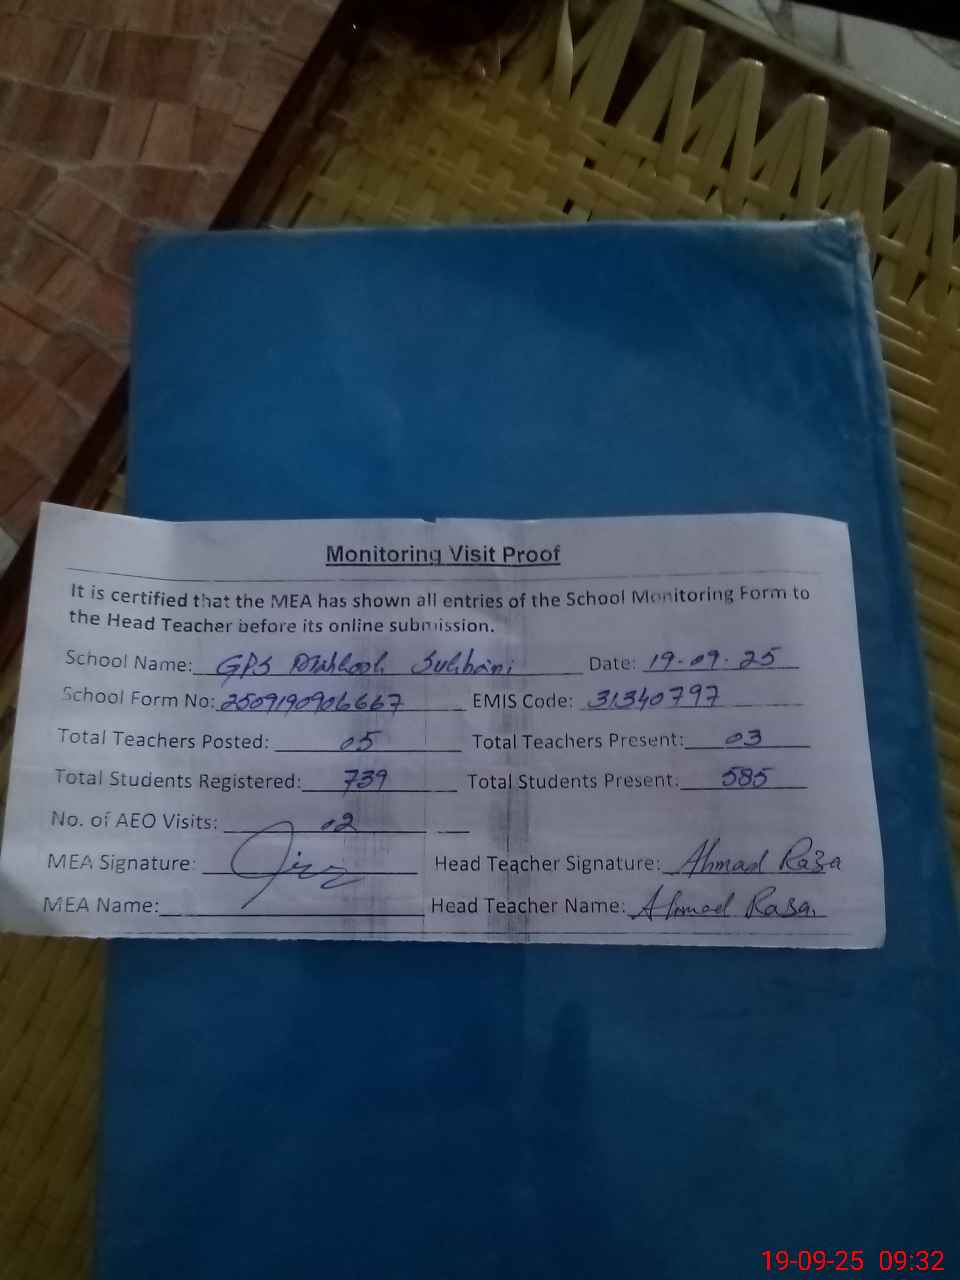 Monitoring Visit Proof
It is certified that the MEA has shown all entries of the School Monitoring Form to
the Head Teacher before its online submission.
School Name: GPS Sulbani Date: 19-09-25
School Form No: 2509190906667 EMIS Code: 31340797
Total Teachers Posted: 05 Total Teachers Present: 03
Total Students Registered: 739 Total Students Present: 585
No. of AEO Visits: 02
MEA Signature: Head Teacher Signature: Ahmad Raza
MEA Name: Head Teacher Name: Ahmad Raza
19-09-25 09:32